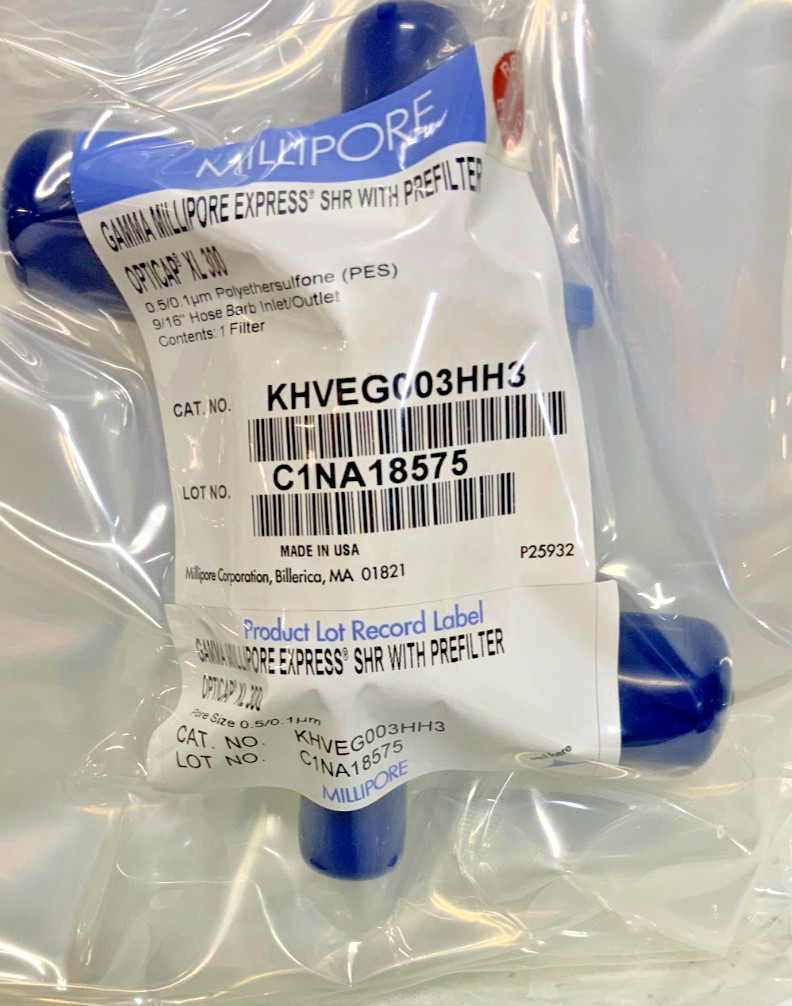 MILLIPORE
GAMMA MILLIPORE EXPRESS® SHR WITH PREFILTER
OPTICAP® XL 300
0.5/0.1µm Polyethersulfone (PES)
9/16" Hose Barb Inlet/Outlet
Contents: 1 Filter
CAT. NO. KHVEG003HH3
LOT NO. C1NA18575
MADE IN USA
P25932
Millipore Corporation, Billerica, MA 01821
Product Lot Record Label
GAMMA MILLIPORE EXPRESS® SHR WITH PREFILTER
OPTICAP® XL 300
Pore Size 0.5/0.1µm
CAT. NO. KHVEG003HH3
LOT NO. C1NA18575
here
MILLIPORE